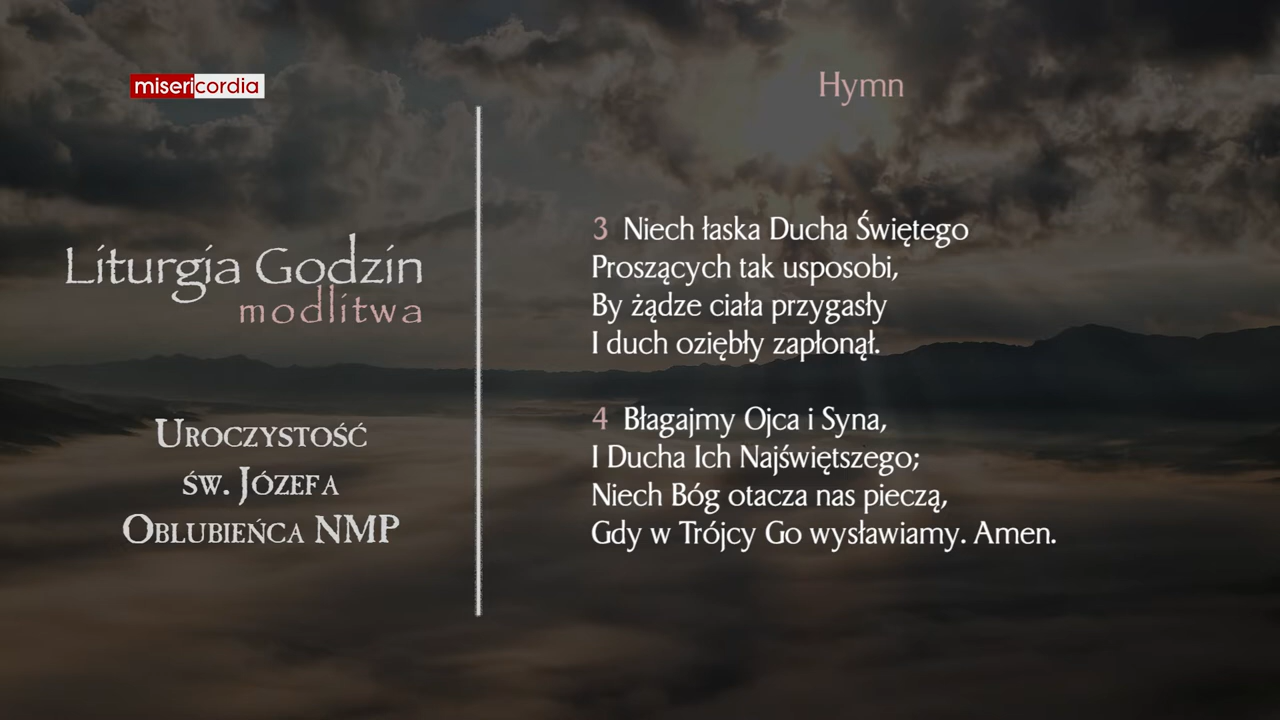 misericordia
Liturgia Godzin
modlitwa
Uroczystość
św. Józefa
Oblubieńca NMP
Hymn
3 Niech łaska Ducha Świętego
Proszących tak usposobi,
By żądze ciała przygasły
I duch oziębły zapłonął.
4 Błagajmy Ojca i Syna,
I Ducha Ich Najświętszego;
Niech Bóg otacza nas pieczą,
Gdy w Trójcy Go wysławiamy. Amen.